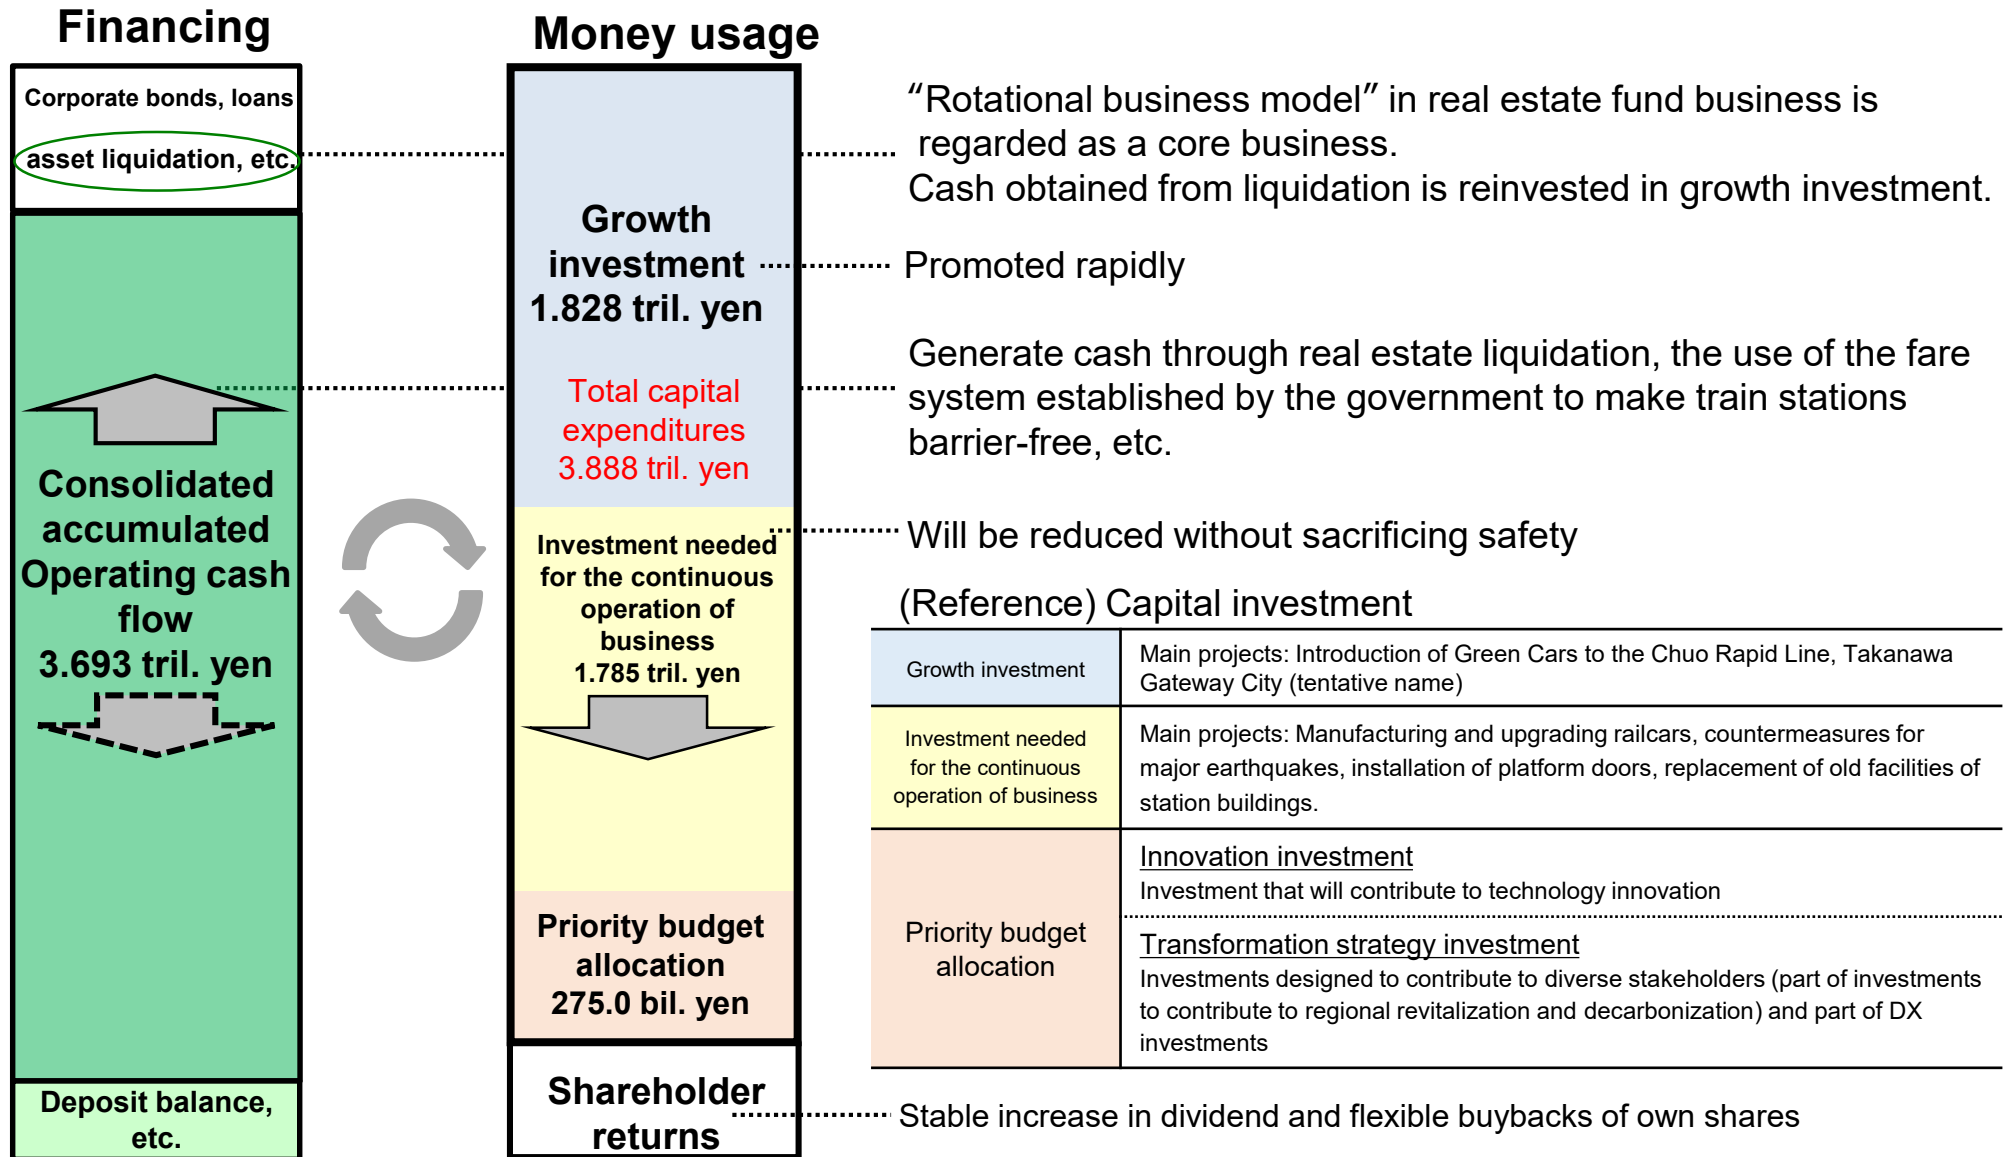 Financing
Corporate bonds, loans
asset liquidation, etc.
Consolidated
accumulated
Operating cash
flow
3.693 tril. yen
Deposit balance,
etc.
Money usage
Growth
investment
1.828 tril. yen
Total capital
expenditures
3.888 tril. yen
Investment needed
for the continuous
operation of
business
1.785 tril. yen
Priority budget
allocation
275.0 bil. yen
Shareholder
returns
“Rotational business model” in real estate fund business is
regarded as a core business.
Cash obtained from liquidation is reinvested in growth investment.
Promoted rapidly
Generate cash through real estate liquidation, the use of the fare
system established by the government to make train stations
barrier-free, etc.
Will be reduced without sacrificing safety
(Reference) Capital investment
Growth investment
Main projects: Introduction of Green Cars to the Chuo Rapid Line, Takanawa
Gateway City (tentative name)
Investment needed
for the continuous
operation of business
Main projects: Manufacturing and upgrading railcars, countermeasures for
major earthquakes, installation of platform doors, replacement of old facilities of
station buildings.
Priority budget
allocation
Innovation investment
Investment that will contribute to technology innovation
Transformation strategy investment
Investments designed to contribute to diverse stakeholders (part of investments
to contribute to regional revitalization and decarbonization) and part of DX
investments
Stable increase in dividend and flexible buybacks of own shares